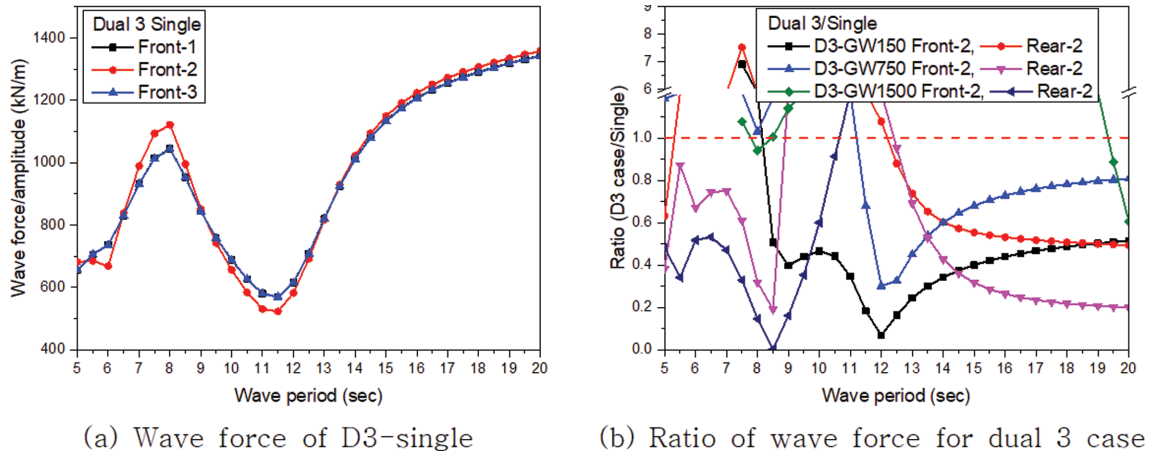 Dual 3 Single
Front-1
Front-2
Front-3
Wave force/amplitude (kN/m)
1400
1200
1000
800
600
400
5 6 7 8 9 10 11 12 13 14 15 16 17 18 19 20
Wave period (sec)
(a) Wave force of D3-single
Dual 3/Single
D3-GW150 Front-2, Rear-2
D3-GW750 Front-2, Rear-2
D3-GW1500 Front-2, Rear-2
Ratio (D3 case/Single)
9
8
7
6
1.0
0.8
0.6
0.4
0.2
0.0
5 6 7 8 9 10 11 12 13 14 15 16 17 18 19 20
Wave period (sec)
(b) Ratio of wave force for dual 3 case